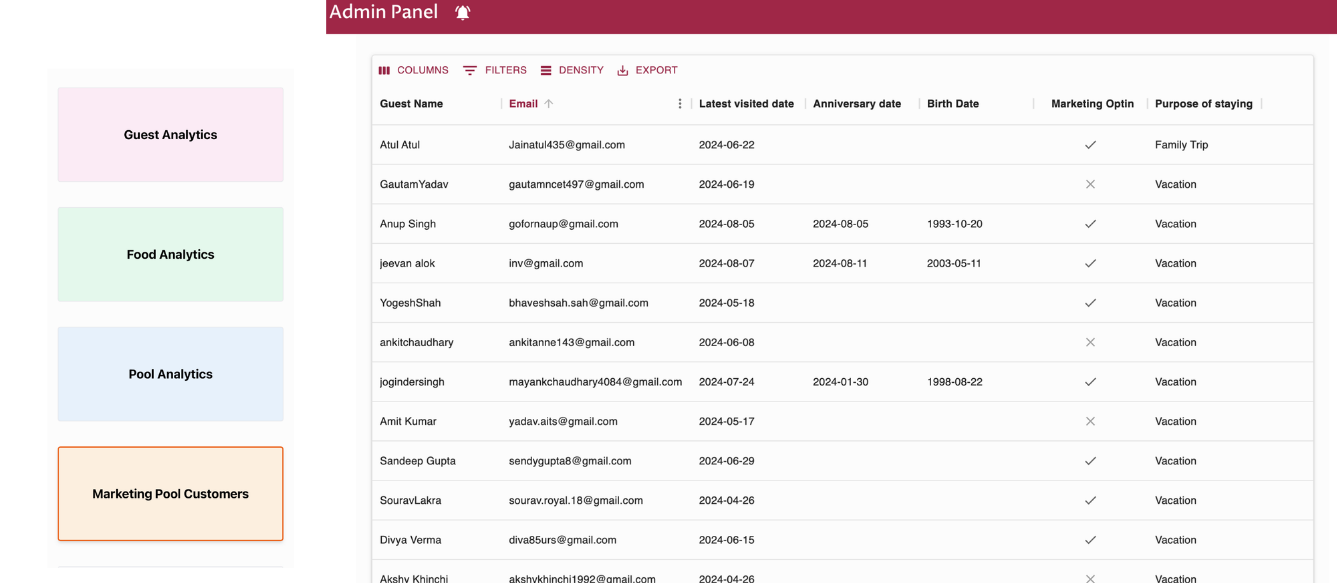 Admin Panel
Guest Analytics
Food Analytics
Pool Analytics
Marketing Pool Customers
COLUMNS FILTERS DENSITY EXPORT
Guest Name Email Latest visited date Anniversary date Birth Date Marketing Optin Purpose of staying
Atul Atul Jainatul435@gmail.com 2024-06-22 Family Trip
GautamYadav gautamncet497@gmail.com 2024-06-19 Vacation
Anup Singh gofornaup@gmail.com 2024-08-05 2024-08-05 1993-10-20 Vacation
jeevan alok inv@gmail.com 2024-08-07 2024-08-11 2003-05-11 Vacation
YogeshShah bhaveshsah.sah@gmail.com 2024-05-18 Vacation
ankitchaudhary ankitanne143@gmail.com 2024-06-08 Vacation
jogindersingh mayankchaudhary4084@gmail.com 2024-07-24 2024-01-30 1998-08-22 Vacation
Amit Kumar yadav.aits@gmail.com 2024-05-17 Vacation
Sandeep Gupta sendygupta8@gmail.com 2024-06-29 Vacation
SouravLakra sourav.royal.18@gmail.com 2024-04-26 Vacation
Divya Verma diva85urs@gmail.com 2024-06-15 Vacation
Akshy Khinchi akshykhinchi1992@gmail.com 2024-04-26 Vacation